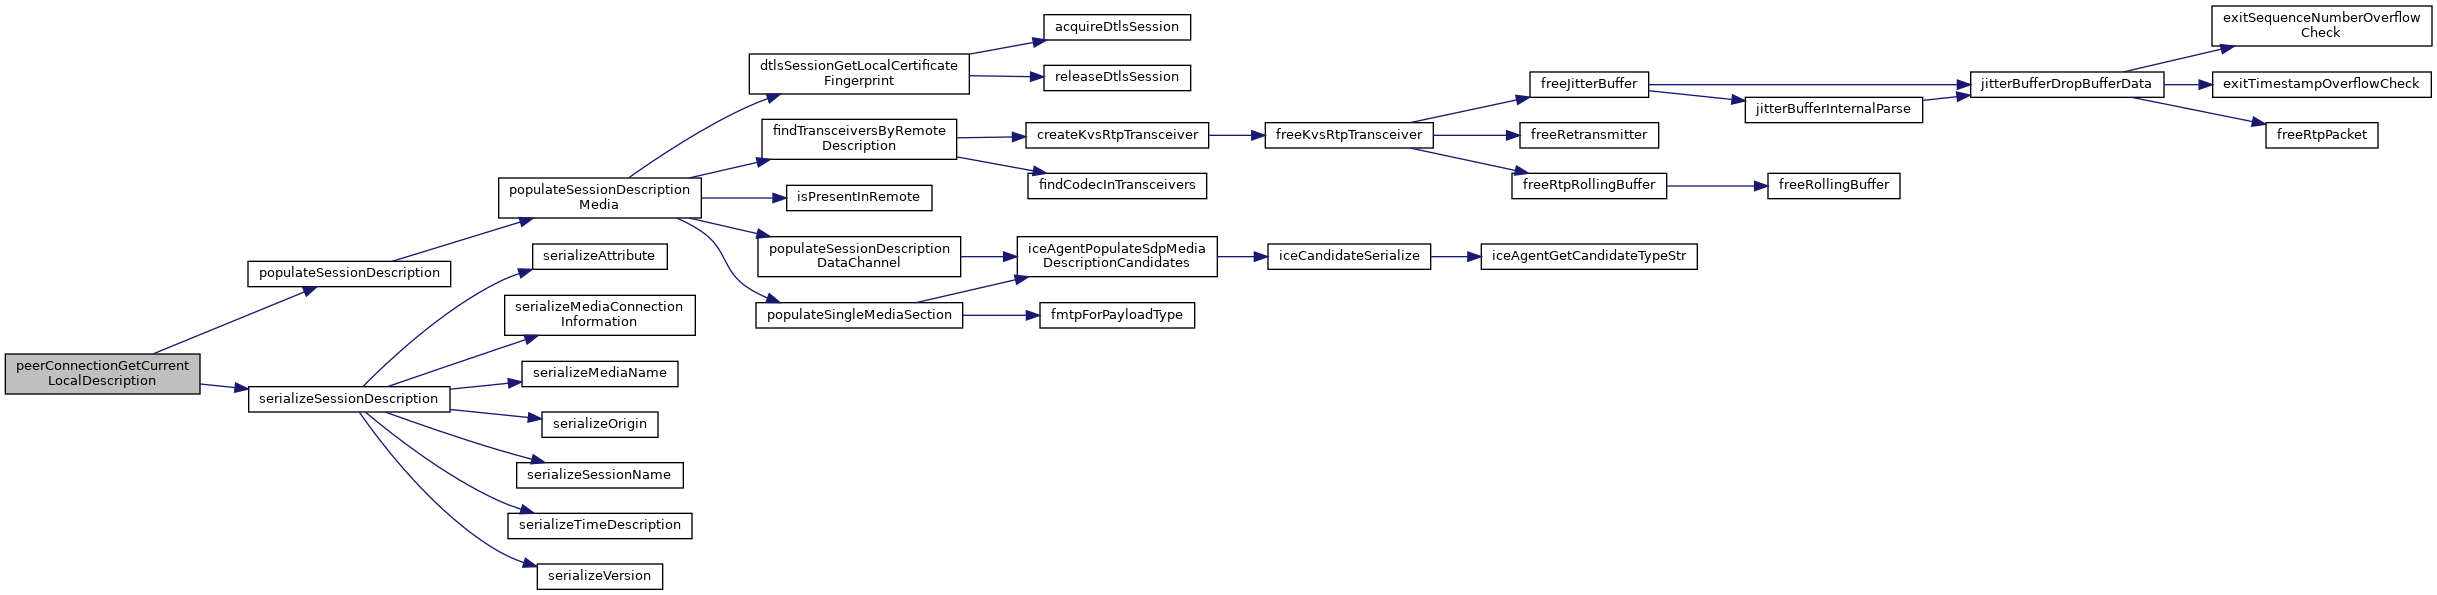 peerConnectionGetCurrent
LocalDescription
populateSessionDescription
serializeSessionDescription
populateSessionDescription
Media
serializeAttribute
serializeMediaConnection
Information
serializeMediaName
serializeOrigin
serializeSessionName
serializeTimeDescription
serializeVersion
dtlsSessionGetLocalCertificate
Fingerprint
findTransceiversByRemote
Description
isPresentInRemote
populateSessionDescription
DataChannel
populateSingleMediaSection
acquireDtlsSession
releaseDtlsSession
createKvsRtpTransceiver
findCodecInTransceivers
iceAgentPopulateSdpMedia
DescriptionCandidates
fmtpForPayloadType
freeKvsRtpTransceiver
iceCandidateSerialize
freeJitterBuffer
freeRetransmitter
freeRtpRollingBuffer
iceAgentGetCandidateTypeStr
jitterBufferInternalParse
freeRollingBuffer
jitterBufferDropBufferData
exitSequenceNumberOverflow
Check
exitTimestampOverflowCheck
freeRtpPacket